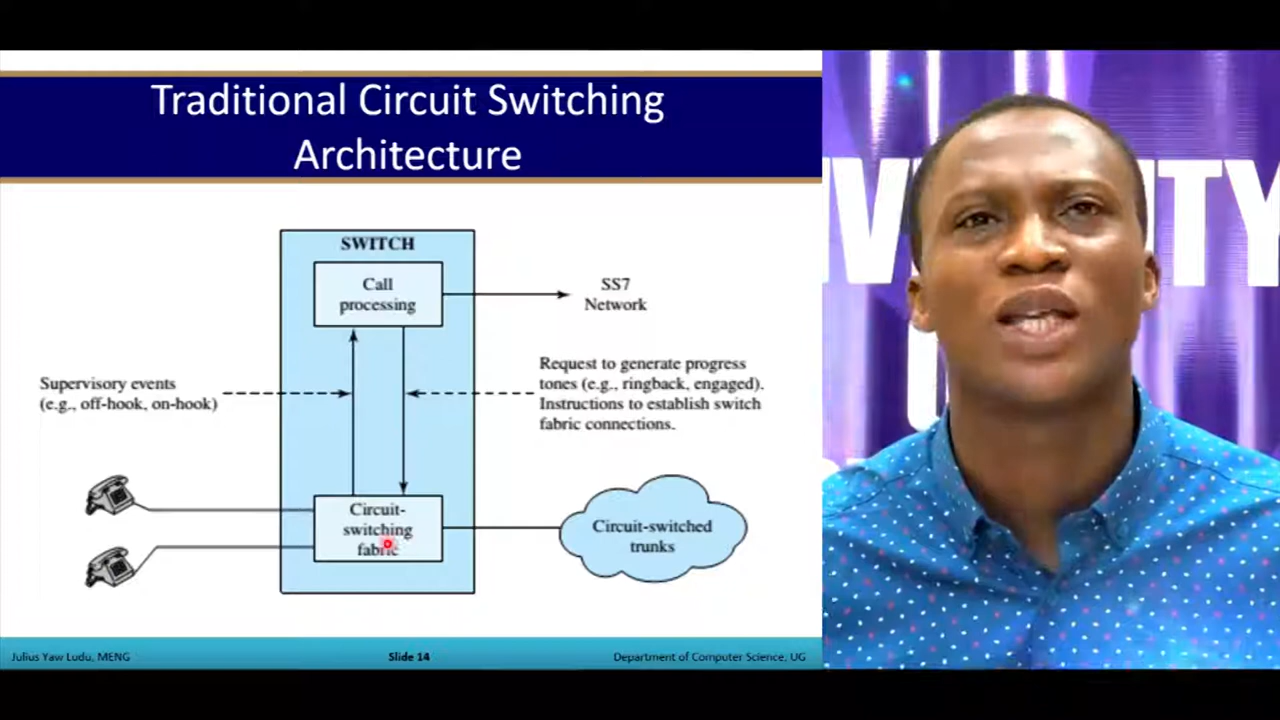 Traditional Circuit Switching
Architecture
SWITCH
Call
processing
SS7
Network
Supervisory events
(e.g., off-hook, on-hook)
Request to generate progress
tones (e.g., ringback, engaged).
Instructions to establish switch
fabric connections.
Circuit-
switching
fabric
Circuit-switched
trunks
Julius Yaw Ludu, MENG
Slide 14
Department of Computer Science, UG